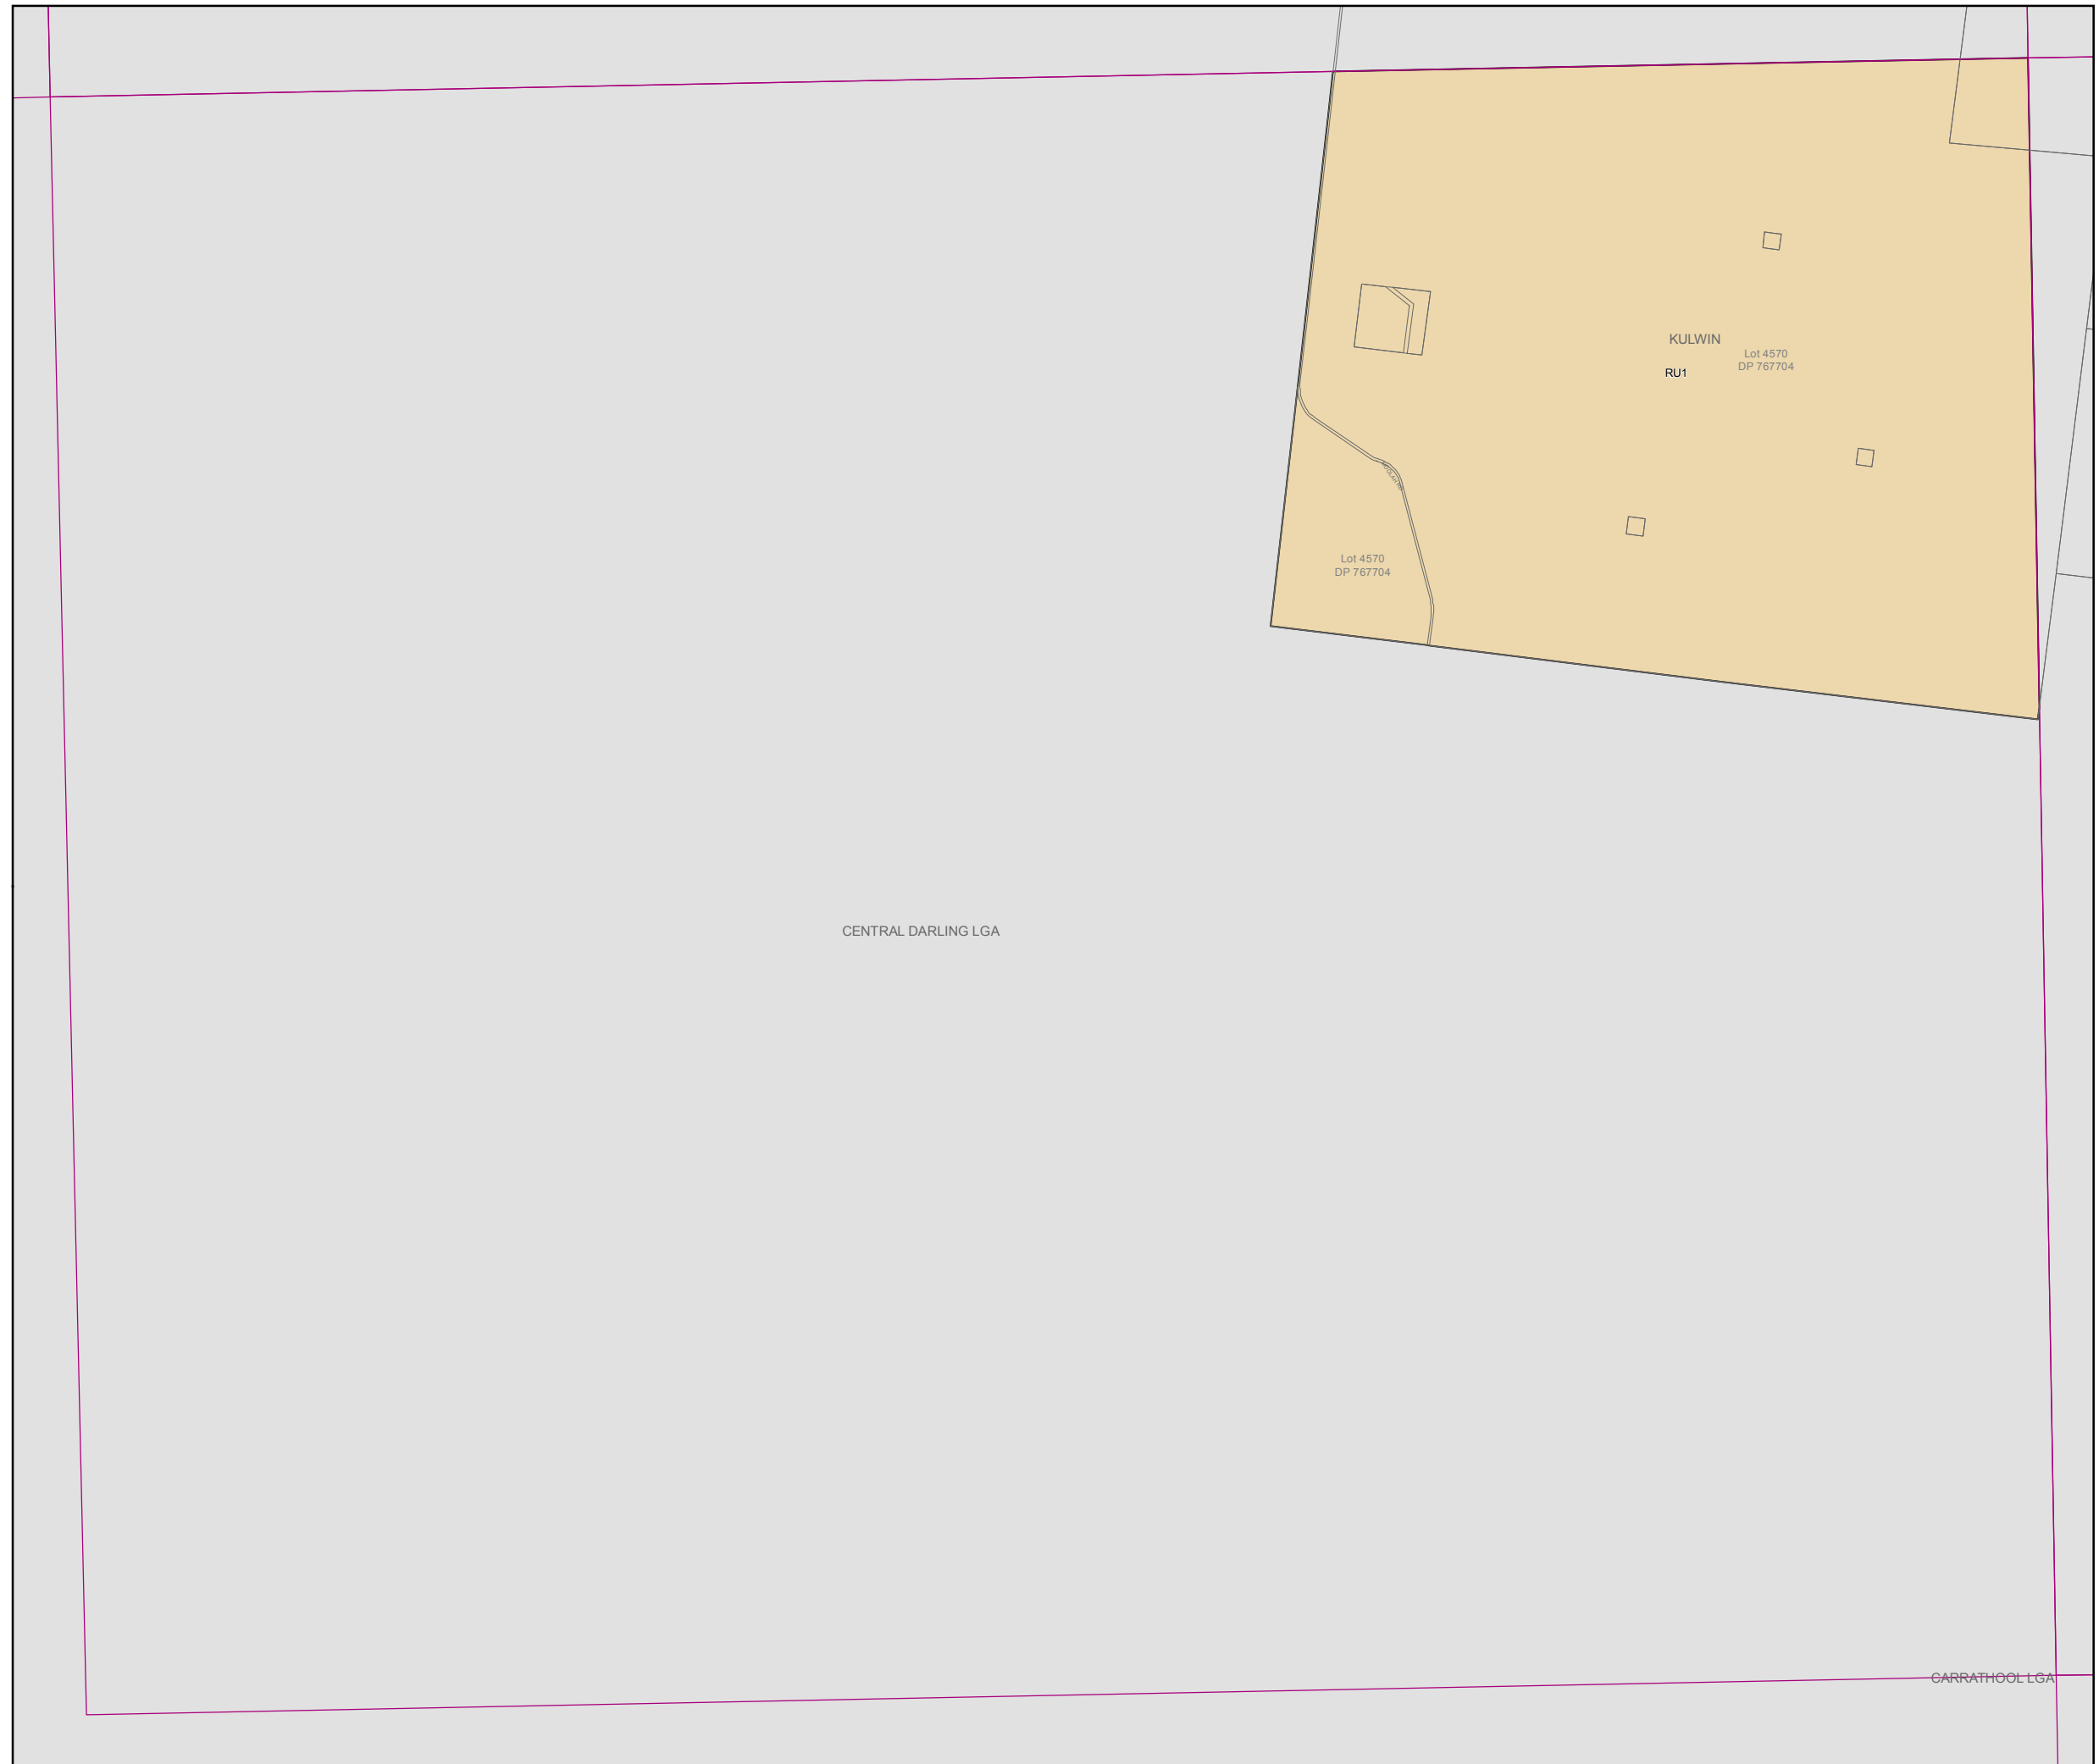 KULWIN
Lot 4570
DP 767704
RU1
Lot 4570
DP 767704
CENTRAL DARLING LGA
CARRATHOOL LGA